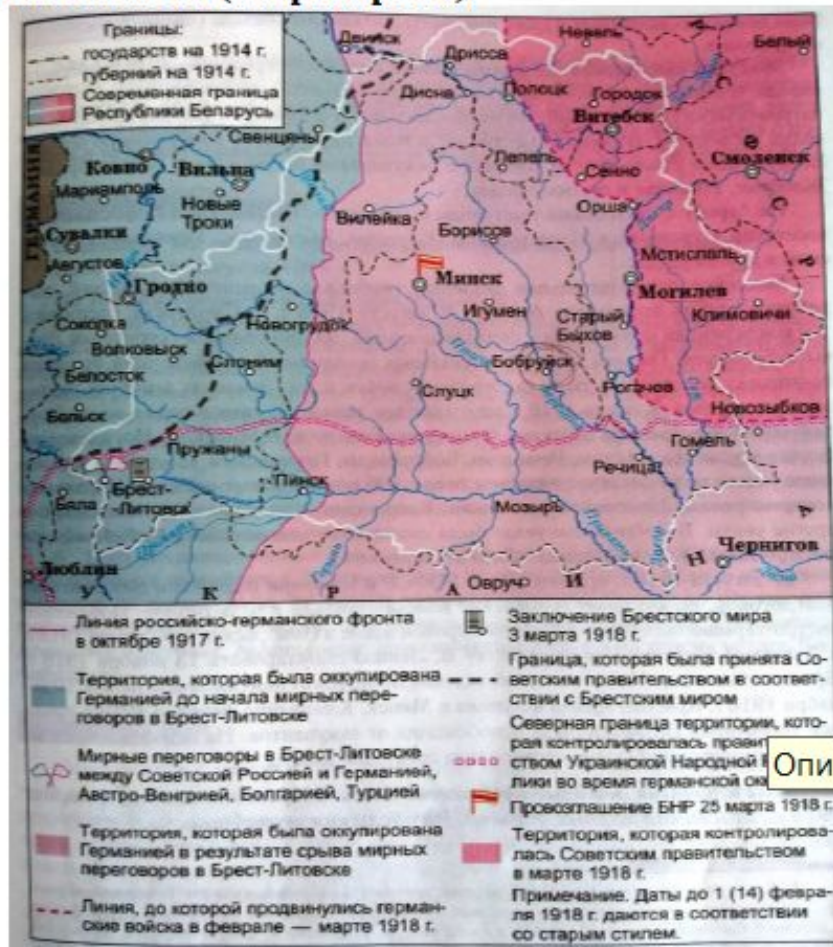 Границы:
государств на 1914 г.
губерний на 1914 г.
Современная граница
Республики Беларусь
Двинск
Дрисса
Невель
Белый
Дисна
Полоцк
Городок
Витебск
Свенцяны
Лепель
Сенно
Смоленск
ГЕРМАНИЯ
Ковно
Вильна
Мариямполь
Новые
Троки
Вилейка
Борисов
Орша
Днепр
Сувалки
Августов
Мстиславль
Гродно
Минск
Могилев
Игумен
Старый
Быхов
Климовичи
Соколка
Новогрудок
Волковыск
Слоним
Белосток
Бобруйск
Слуцк
Рогачев
Бельск
Новозыбков
Пружаны
Гомель
Речица
Брест-
-Литовск
Пинск
Бяла
Мозырь
Припять
Днепр
Люблин
Овруч
Чернигов
У К Р А И Н А
Линия российско-германского фронта
в октябре 1917 г.
Территория, которая была оккупирована
Германией до начала мирных пере-
говоров в Брест-Литовске
Мирные переговоры в Брест-Литовске
между Советской Россией и Германией,
Австро-Венгрией, Болгарией, Турцией
Территория, которая была оккупирована
Германией в результате срыва мирных
переговоров в Брест-Литовске
Линия, до которой продвинулись герман-
ские войска в феврале — марте 1918 г.
Заключение Брестского мира
3 марта 1918 г.
Граница, которая была принята Со-
ветским правительством в соответ-
ствии с Брестским миром
Северная граница территории, кото-
рая контролировалась
ством Украинской Народной
лики во время германской
Опи
Провозглашение БНР 25 марта 1918 г.
Территория, которая контролирова-
лась Советским правительством
в марте 1918 г.
Примечание. Даты до 1 (14) февра-
ля 1918 г. даются в соответствии
со старым стилем.